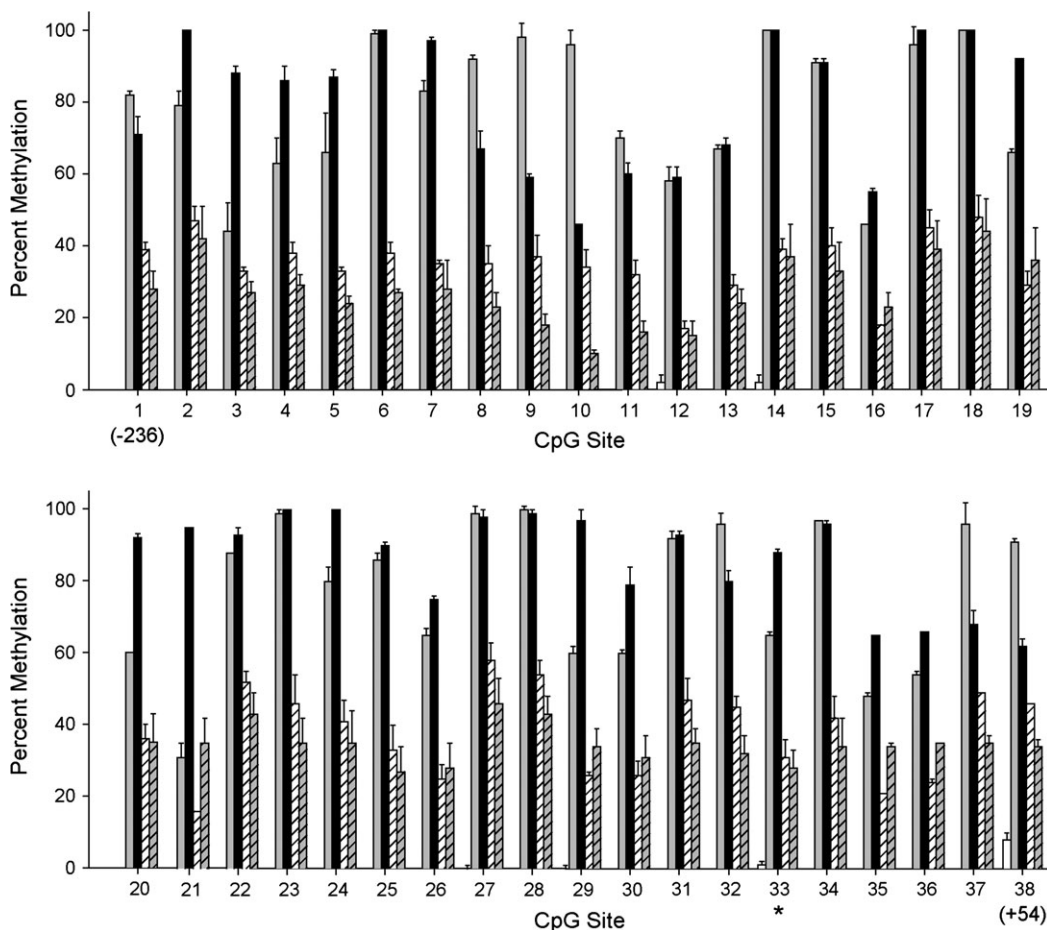 Percent Methylation
100
80
60
40
20
0
1 2 3 4 5 6 7 8 9 10 11 12 13 14 15 16 17 18 19
(-236)
CpG Site
Percent Methylation
100
80
60
40
20
0
20 21 22 23 24 25 26 27 28 29 30 31 32 33 34 35 36 37 38
* (+54)
CpG Site